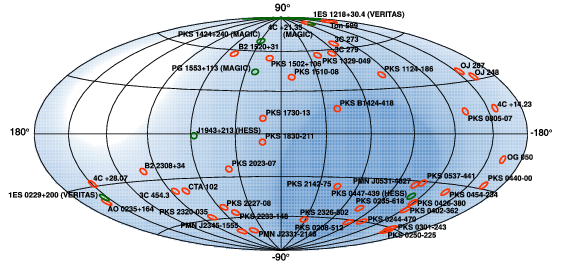 90°
1ES 1218+30.4 (VERITAS)
4C +21.35
(MAGIC)
Ton 599
PKS 1424+240 (MAGIC)
3C 273
B2 1520+31
3C 279
PKS 1502+106
PKS 1329-049
PG 1553+113 (MAGIC)
PKS 1510-08
PKS 1124-186
OJ 287
OJ 248
PKS B1424-418
4C +14.23
PKS 1730-13
PKS 0805-07
180°
J1943+213 (HESS)
PKS 1830-211
-180°
OG 050
B2 2308+34
PKS 2023-07
4C +28.07
CTA 102
PKS 2142-75
PMN J0531-4827
PKS 0537-441
PKS 0440-00
1ES 0229+200 (VERITAS)
3C 454.3
PKS 0447-439 (HESS)
PKS 0454-234
AO 0235+164
PKS 2227-08
PKS 0235-618
PKS 0426-380
PKS 2320-035
PKS 2233-148
PKS 2326-502
PKS 0402-362
PMN J2345-1555
PKS 0244-470
PMN J2331-2148
PKS 0208-512
PKS 0301-243
PKS 0250-225
-90°